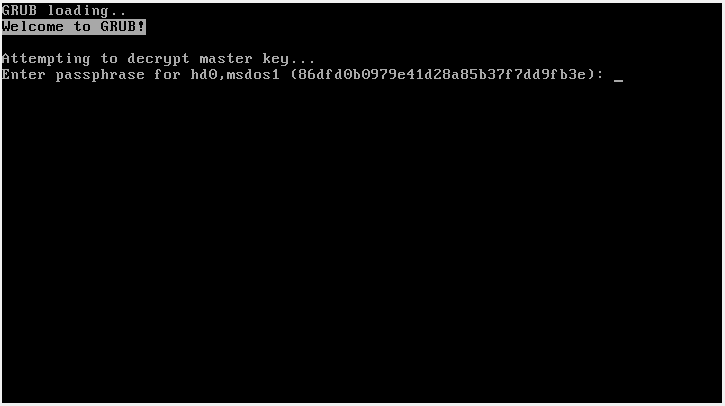 GRUB loading..
Welcome to GRUB!
Attempting to decrypt master key...
Enter passphrase for hd0,msdos1 (86dfd0b0979e41d28a85b37f7dd9fb3e): _